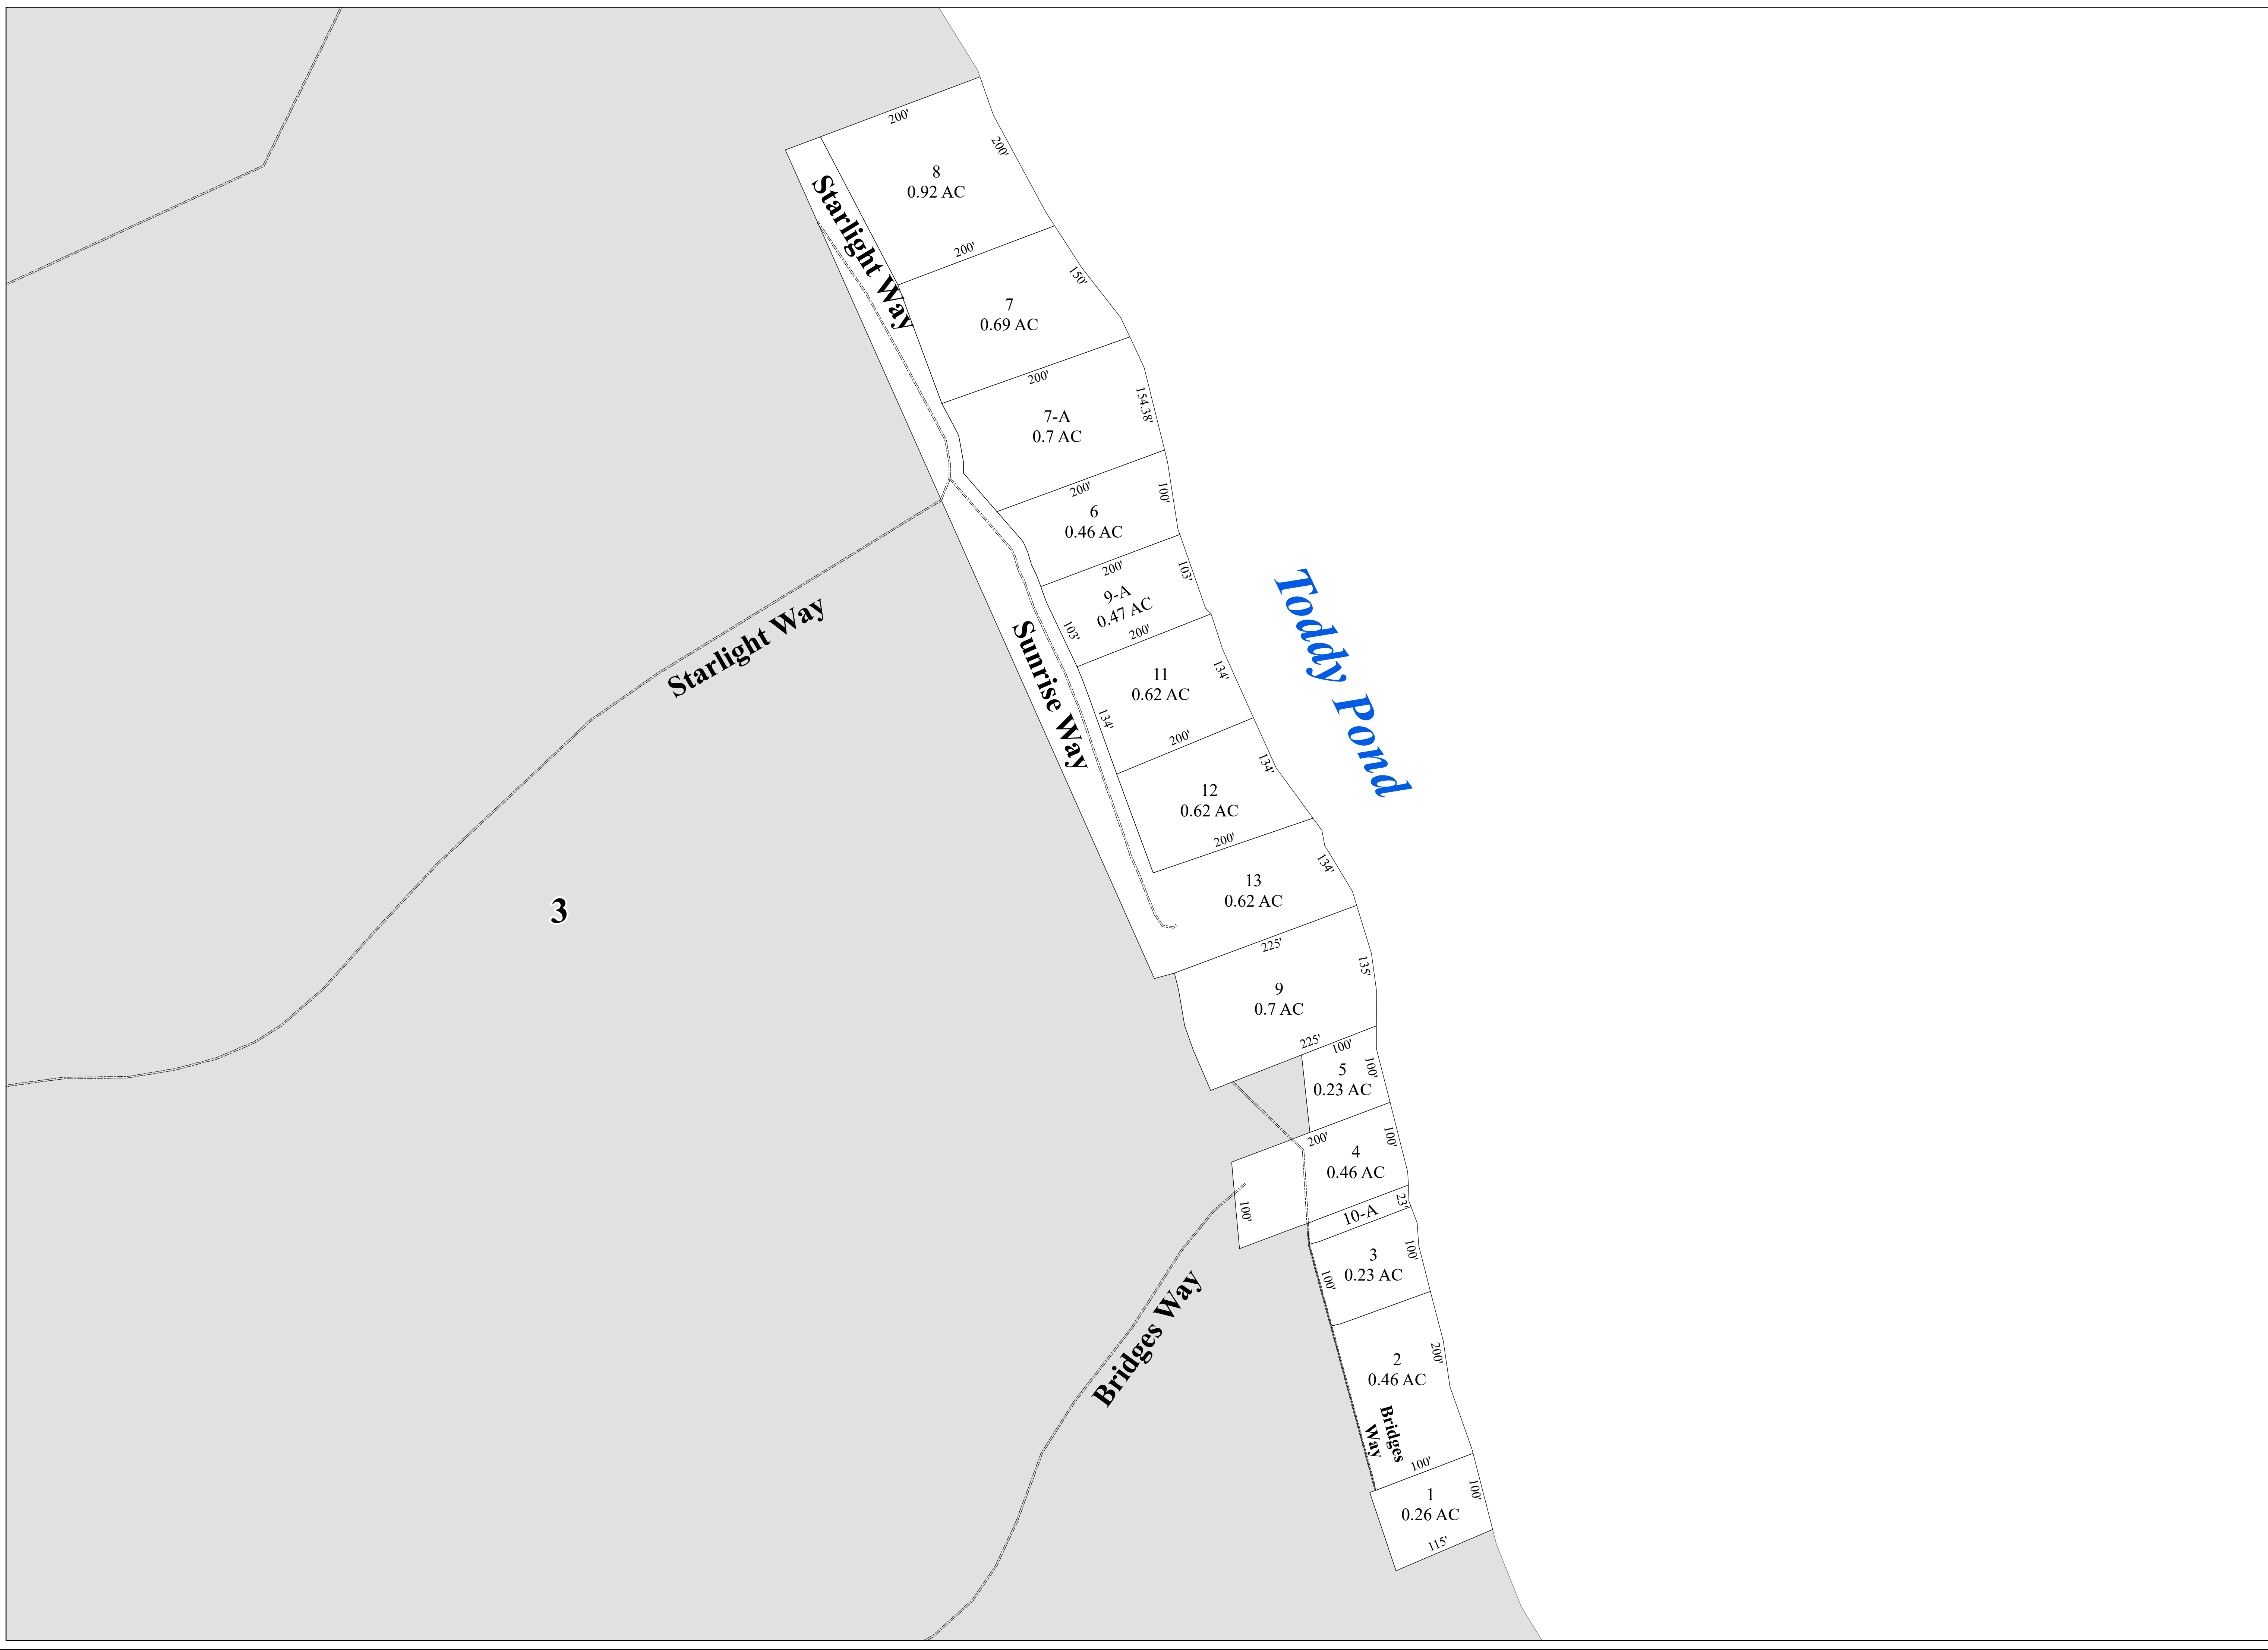 200'
200'
8
0.92 AC
Starlight Way
200'
150'
7
0.69 AC
200'
154.38'
7-A
0.7 AC
200'
100'
6
0.46 AC
200'
103'
9-A
0.47 AC
103'
200'
Toddy Pond
Starlight Way
Sunrise Way
11
0.62 AC
134'
134'
200'
134'
12
0.62 AC
200'
134'
13
0.62 AC
3
225'
135'
9
0.7 AC
225'
100'
5
0.23 AC
100'
200'
100'
4
0.46 AC
100'
23'
10-A
100'
3
0.23 AC
100'
Bridges Way
2
0.46 AC
200'
Bridges
Way
100'
1
0.26 AC
100'
115'